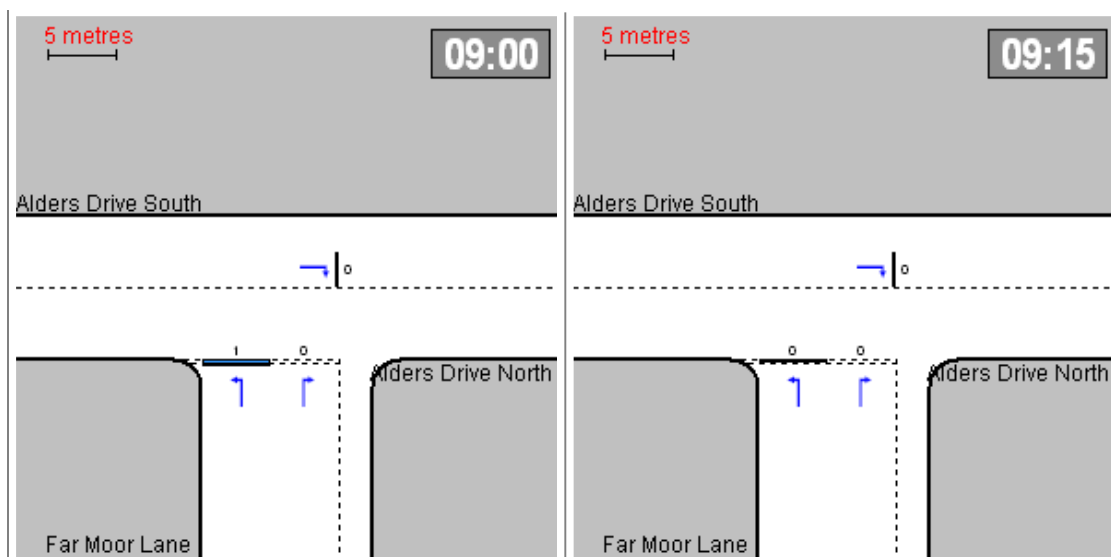 5 metres
09:00
Alders Drive South
0
1 0
Alders Drive North
Far Moor Lane
5 metres
09:15
Alders Drive South
0
0 0
Alders Drive North
Far Moor Lane